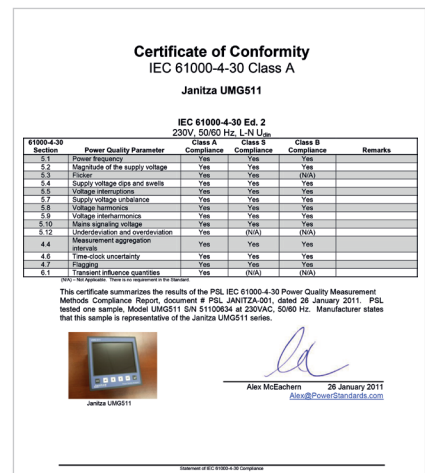 Certificate of Conformity
IEC 61000-4-30 Class A
Janitza UMG511
IEC 61000-4-30 Ed. 2
230V, 50/60 Hz, L-N Udin
61000-4-30 Section Power Quality Parameter Class A Compliance Class S Compliance Class B Compliance Remarks
5.1 Power frequency Yes Yes Yes
5.2 Magnitude of the supply voltage Yes Yes Yes
5.3 Flicker Yes Yes (N/A)
5.4 Supply voltage dips and swells Yes Yes Yes
5.5 Voltage interruptions Yes Yes Yes
5.7 Supply voltage unbalance Yes Yes Yes
5.8 Voltage harmonics Yes Yes Yes
5.9 Voltage interharmonics Yes Yes Yes
5.10 Mains signaling voltage Yes Yes Yes
5.12 Underdeviation and overdeviation Yes (N/A) (N/A)
4.4 Measurement aggregation intervals Yes Yes Yes
4.6 Time-clock uncertainty Yes Yes Yes
4.7 Flagging Yes Yes Yes
6.1 Transient influence quantities Yes (N/A) (N/A)
(N/A) – Not Applicable. There is no requirement in the Standard.
This certificate summarizes the results of the PSL IEC 61000-4-30 Power Quality Measurement
Methods Compliance Report, document # PSL JANITZA-001, dated 26 January 2011. PSL
tested one sample, Model UMG511 S/N 51100634 at 230VAC, 50/60 Hz. Manufacturer states
that this sample is representative of the Janitza UMG511 series.
Janitza UMG511
Alex McEachern 26 January 2011
Alex@PowerStandards.com
Statement of IEC 61000-4-30 Compliance